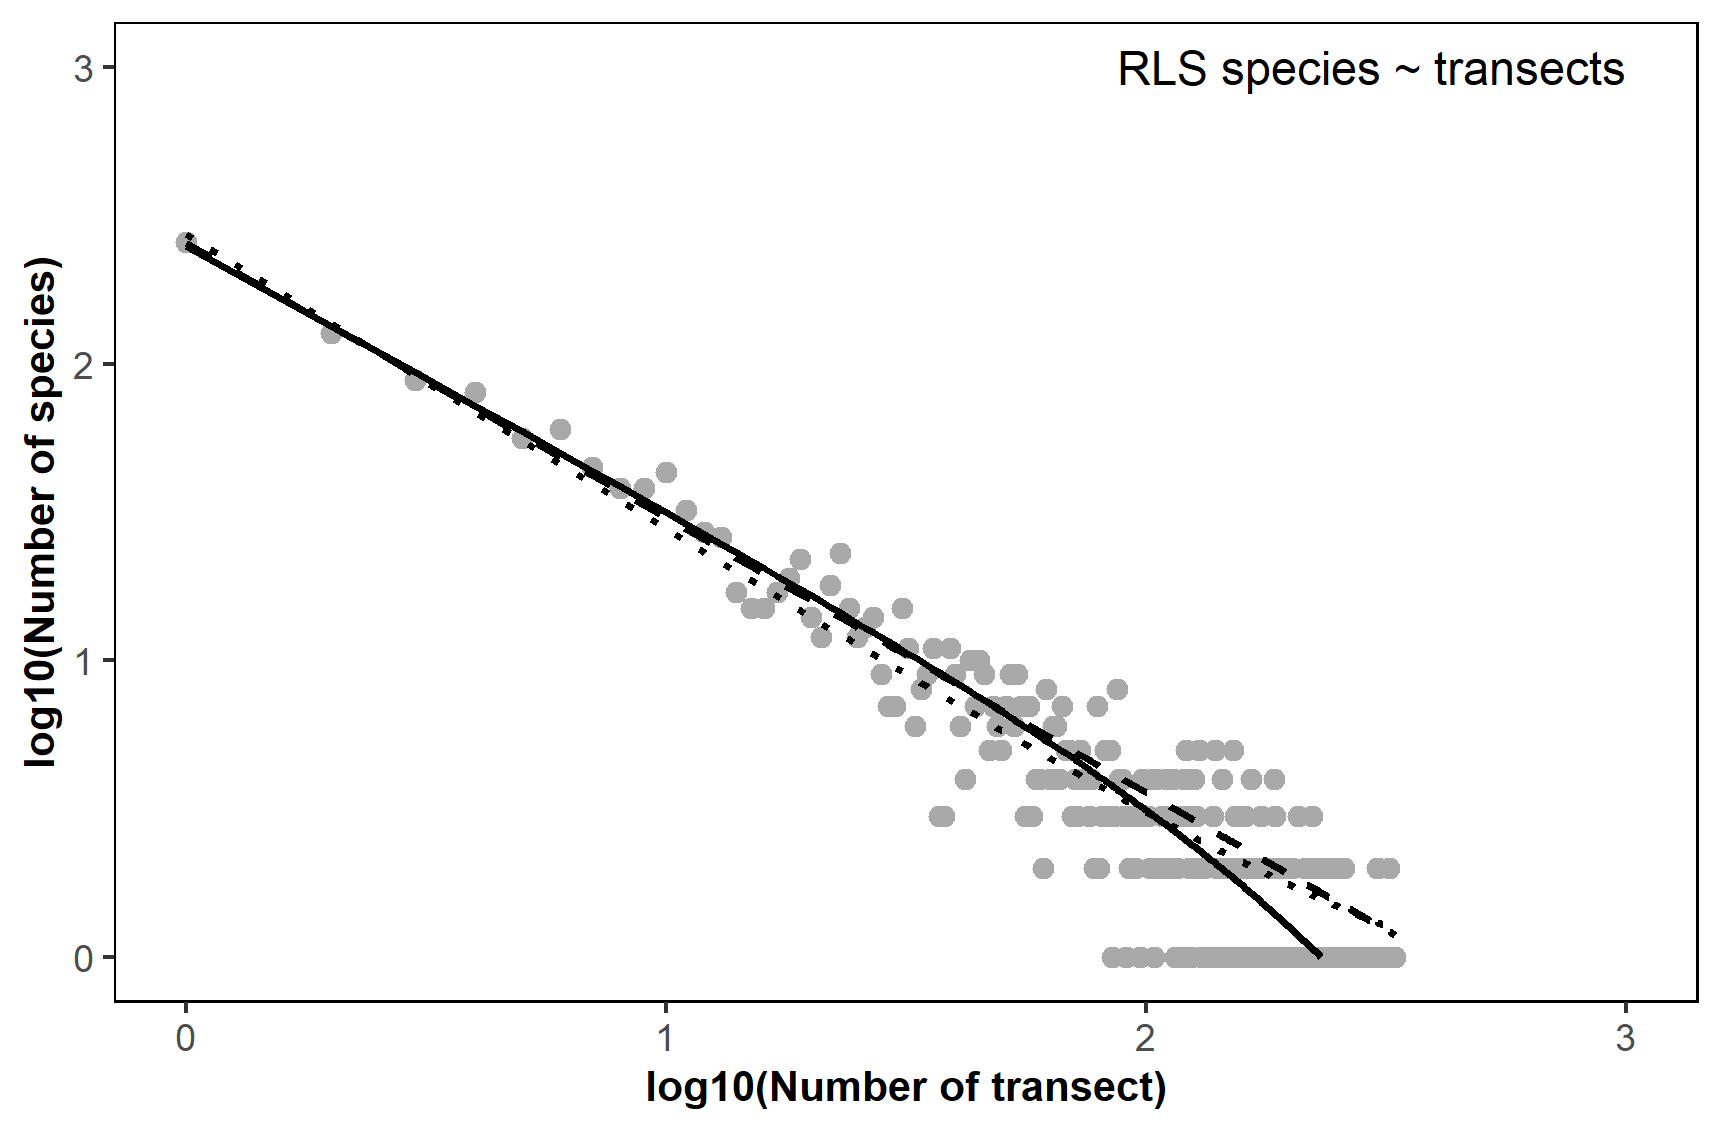 RLS species ~ transects
3
2
1
0
log10(Number of species)
0 1 2 3
log10(Number of transect)